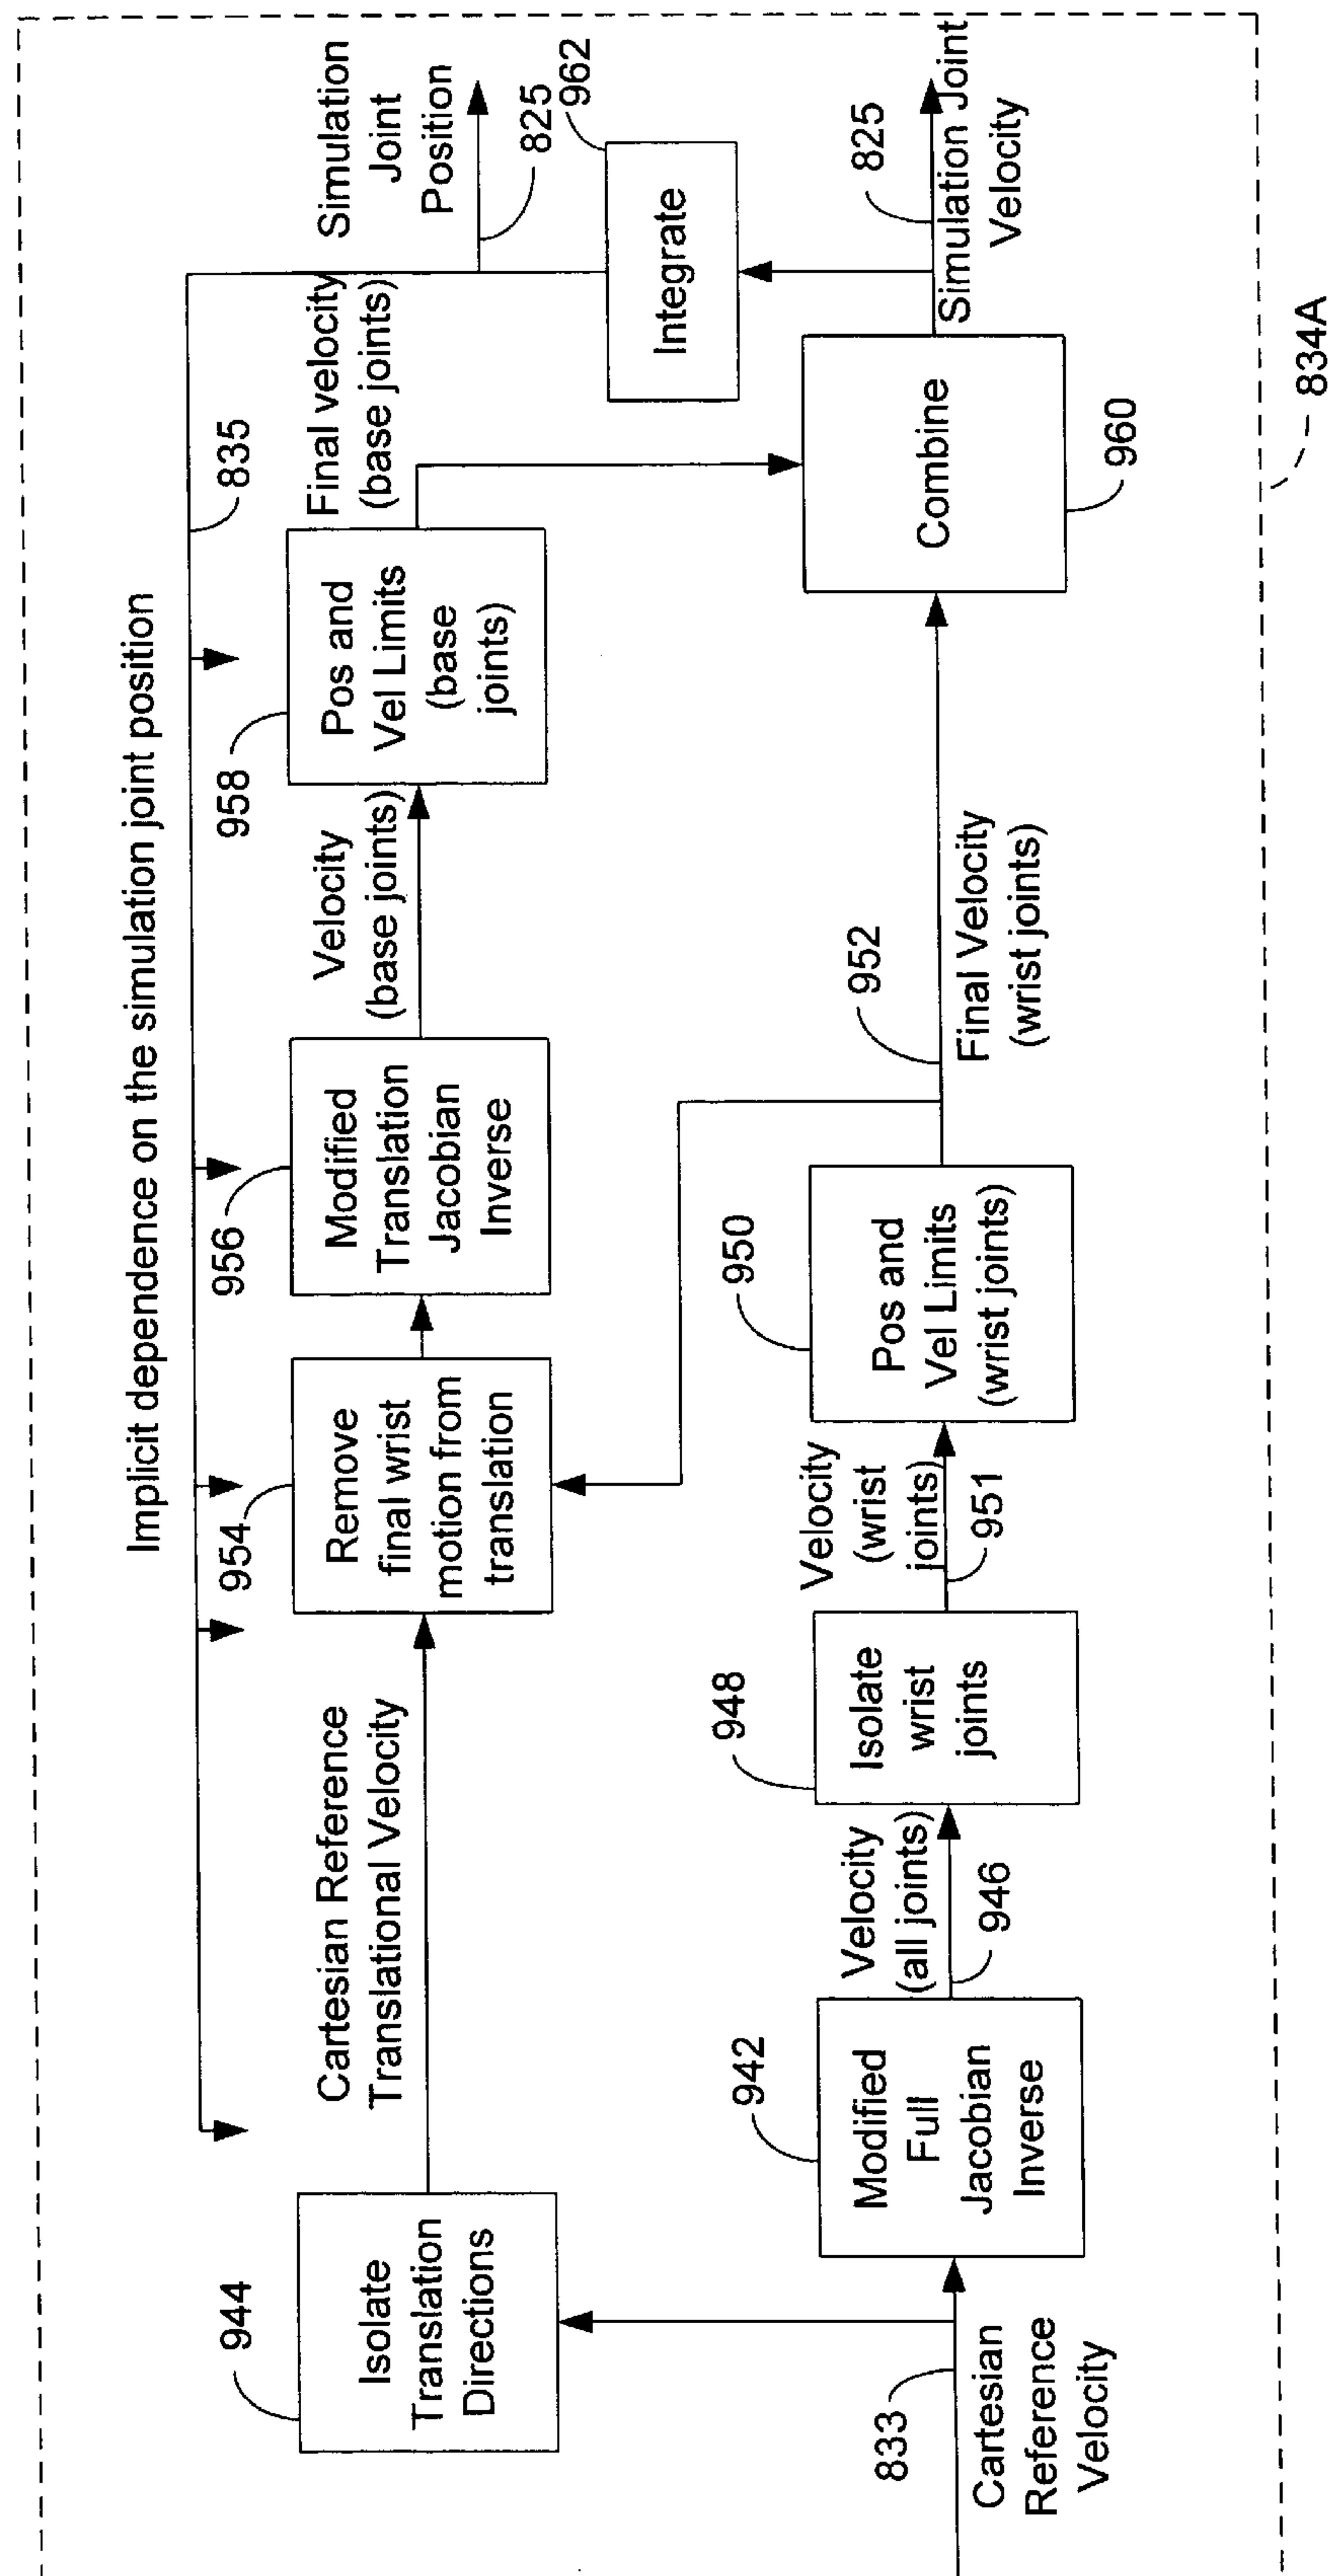 Implicit dependence on the simulation joint position
835
944
Isolate
Translation
Directions
Cartesian Reference
Translational Velocity
954
Remove
final wrist
motion from
translation
956
Modified
Translation
Jacobian
Inverse
Velocity
(base joints)
958
Pos and
Vel Limits
(base
joints)
Final velocity
(base joints)
Simulation
Joint
Position
825
962
Integrate
833
Cartesian
Reference
Velocity
942
Modified
Full
Jacobian
Inverse
Velocity
(all joints)
946
948
Isolate
wrist
joints
Velocity
(wrist
joints)
951
950
Pos and
Vel Limits
(wrist joints)
952
Final Velocity
(wrist joints)
Combine
960
825
Simulation Joint
Velocity
834A